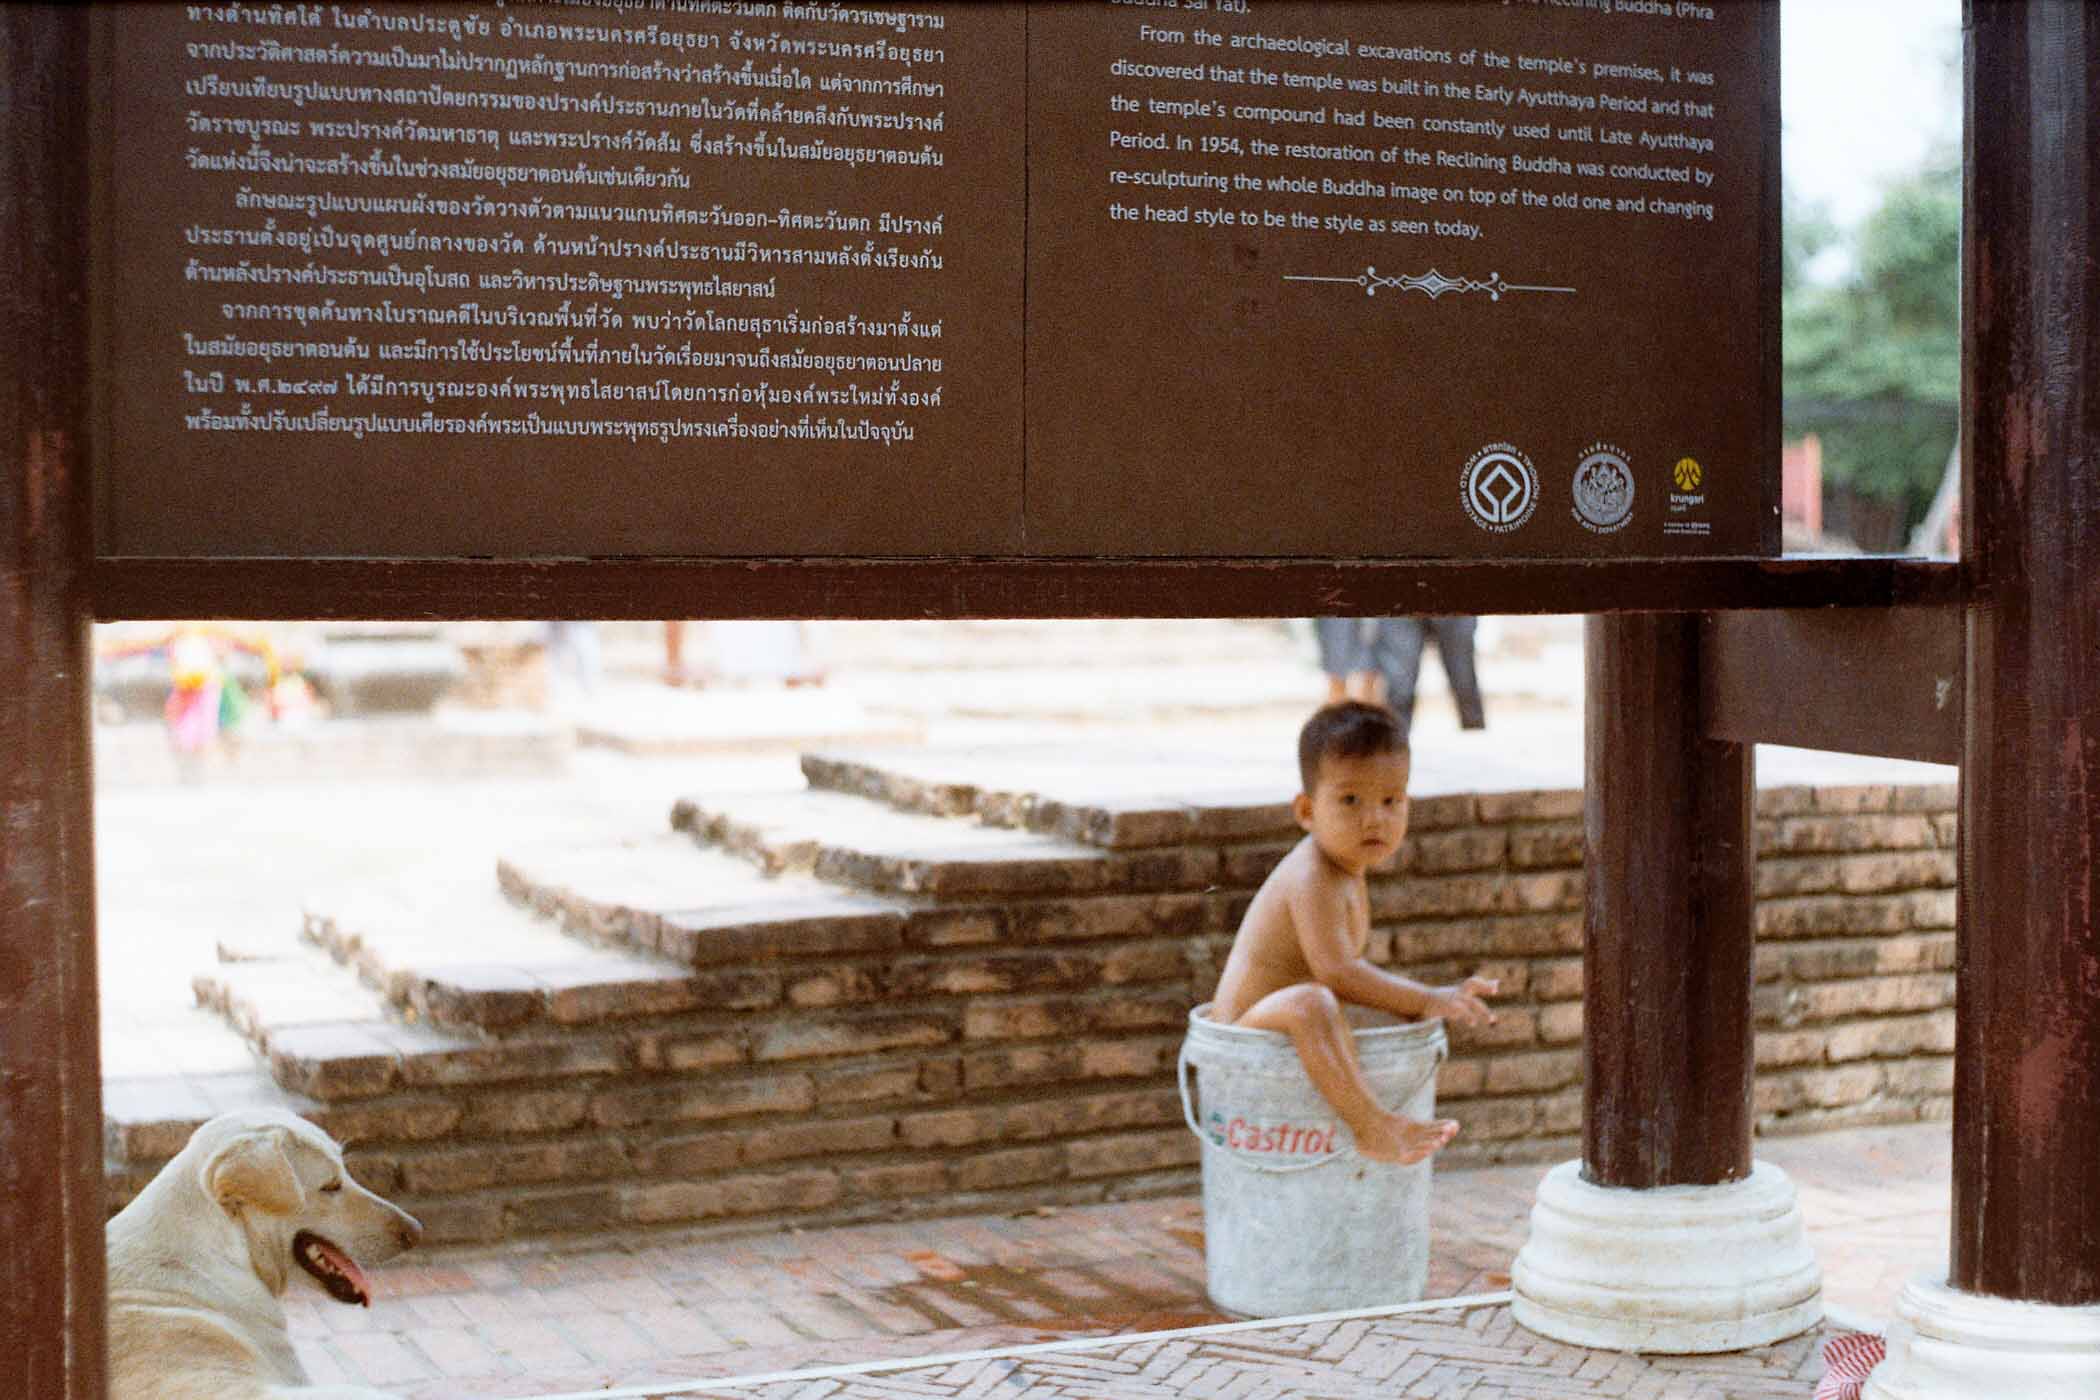 ทางด้านทิศใต้ ในตำบลประตูชัย อำเภอพระนครศรีอยุธยา จังหวัดพระนครศรีอยุธยา
จากประวัติศาสตร์ความเป็นมาไม่ปรากฏหลักฐานการก่อสร้างว่าสร้างขึ้นเมื่อใด แต่จากการศึกษา
เปรียบเทียบรูปแบบทางสถาปัตยกรรมของปรางค์ประธานภายในวัดที่คล้ายคลึงกับพระปรางค์
วัดราชบูรณะ พระปรางค์วัดมหาธาตุ และพระปรางค์วัดส้ม ซึ่งสร้างขึ้นในสมัยอยุธยาตอนต้น
วัดแห่งนี้จึงน่าจะสร้างขึ้นในช่วงสมัยอยุธยาตอนต้นเช่นเดียวกัน
ลักษณะรูปแบบแผนผังของวัดวางตัวตามแนวแกนทิศตะวันออก-ทิศตะวันตก มีปรางค์
ประธานตั้งอยู่เป็นจุดศูนย์กลางของวัด ด้านหน้าปรางค์ประธานมีวิหารสามหลังตั้งเรียงกัน
ด้านหลังปรางค์ประธานเป็นอุโบสถ และวิหารประดิษฐานพระพุทธไสยาสน์
จากการขุดค้นทางโบราณคดีในบริเวณพื้นที่วัด พบว่าวัดโลกยสุธาเริ่มก่อสร้างมาตั้งแต่
ในสมัยอยุธยาตอนต้น และมีการใช้ประโยชน์พื้นที่ภายในวัดเรื่อยมาจนถึงสมัยอยุธยาตอนปลาย
ในปี พ.ศ.๒๔๙๗ ได้มีการบูรณะองค์พระพุทธไสยาสน์โดยการก่อหุ้มองค์พระใหม่ทั้งองค์
พร้อมทั้งปรับเปลี่ยนรูปแบบเศียรองค์พระเป็นแบบพระพุทธรูปทรงเครื่องอย่างที่เห็นในปัจจุบัน
Reclining Buddha (Phra
Buddha Sai Yat).
From the archaeological excavations of the temple's premises, it was
discovered that the temple was built in the Early Ayutthaya Period and that
the temple's compound had been constantly used until Late Ayutthaya
Period. In 1954, the restoration of the Reclining Buddha was conducted by
re-sculpturing the whole Buddha image on top of the old one and changing
the head style to be the style as seen today.
มรดกโลก • WORLD HERITAGE • PATRIMOINE MONDIAL
กรมศิลปากร
FINE ARTS DEPARTMENT
krungsri
กรุงศรี
Castrol